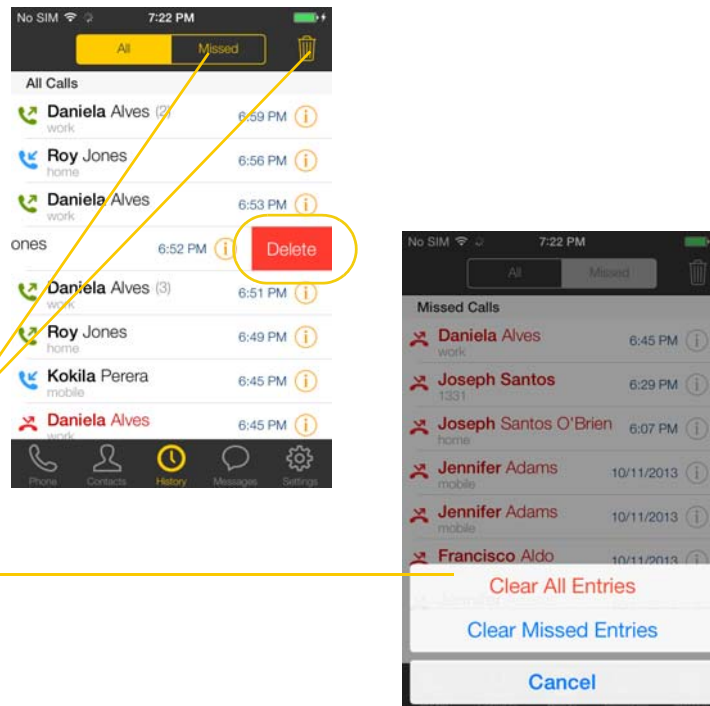 No SIM 7:22 PM
All Missed
All Calls
Daniela Alves (2) 6:59 PM
work
Roy Jones 6:56 PM
home
Daniela Alves 6:53 PM
work
ones 6:52 PM Delete
Daniela Alves (3) 6:51 PM
work
Roy Jones 6:49 PM
home
Kokila Perera 6:45 PM
mobile
Daniela Alves 6:45 PM
work
Phone Contacts History Messages Settings
No SIM 7:22 PM
All Missed
Missed Calls
Daniela Alves 6:45 PM
work
Joseph Santos 6:29 PM
1331
Joseph Santos O'Brien 6:07 PM
home
Jennifer Adams 10/11/2013
mobile
Jennifer Adams 10/11/2013
mobile
Francisco Aldo 10/11/2013
Clear All Entries
Clear Missed Entries
Cancel